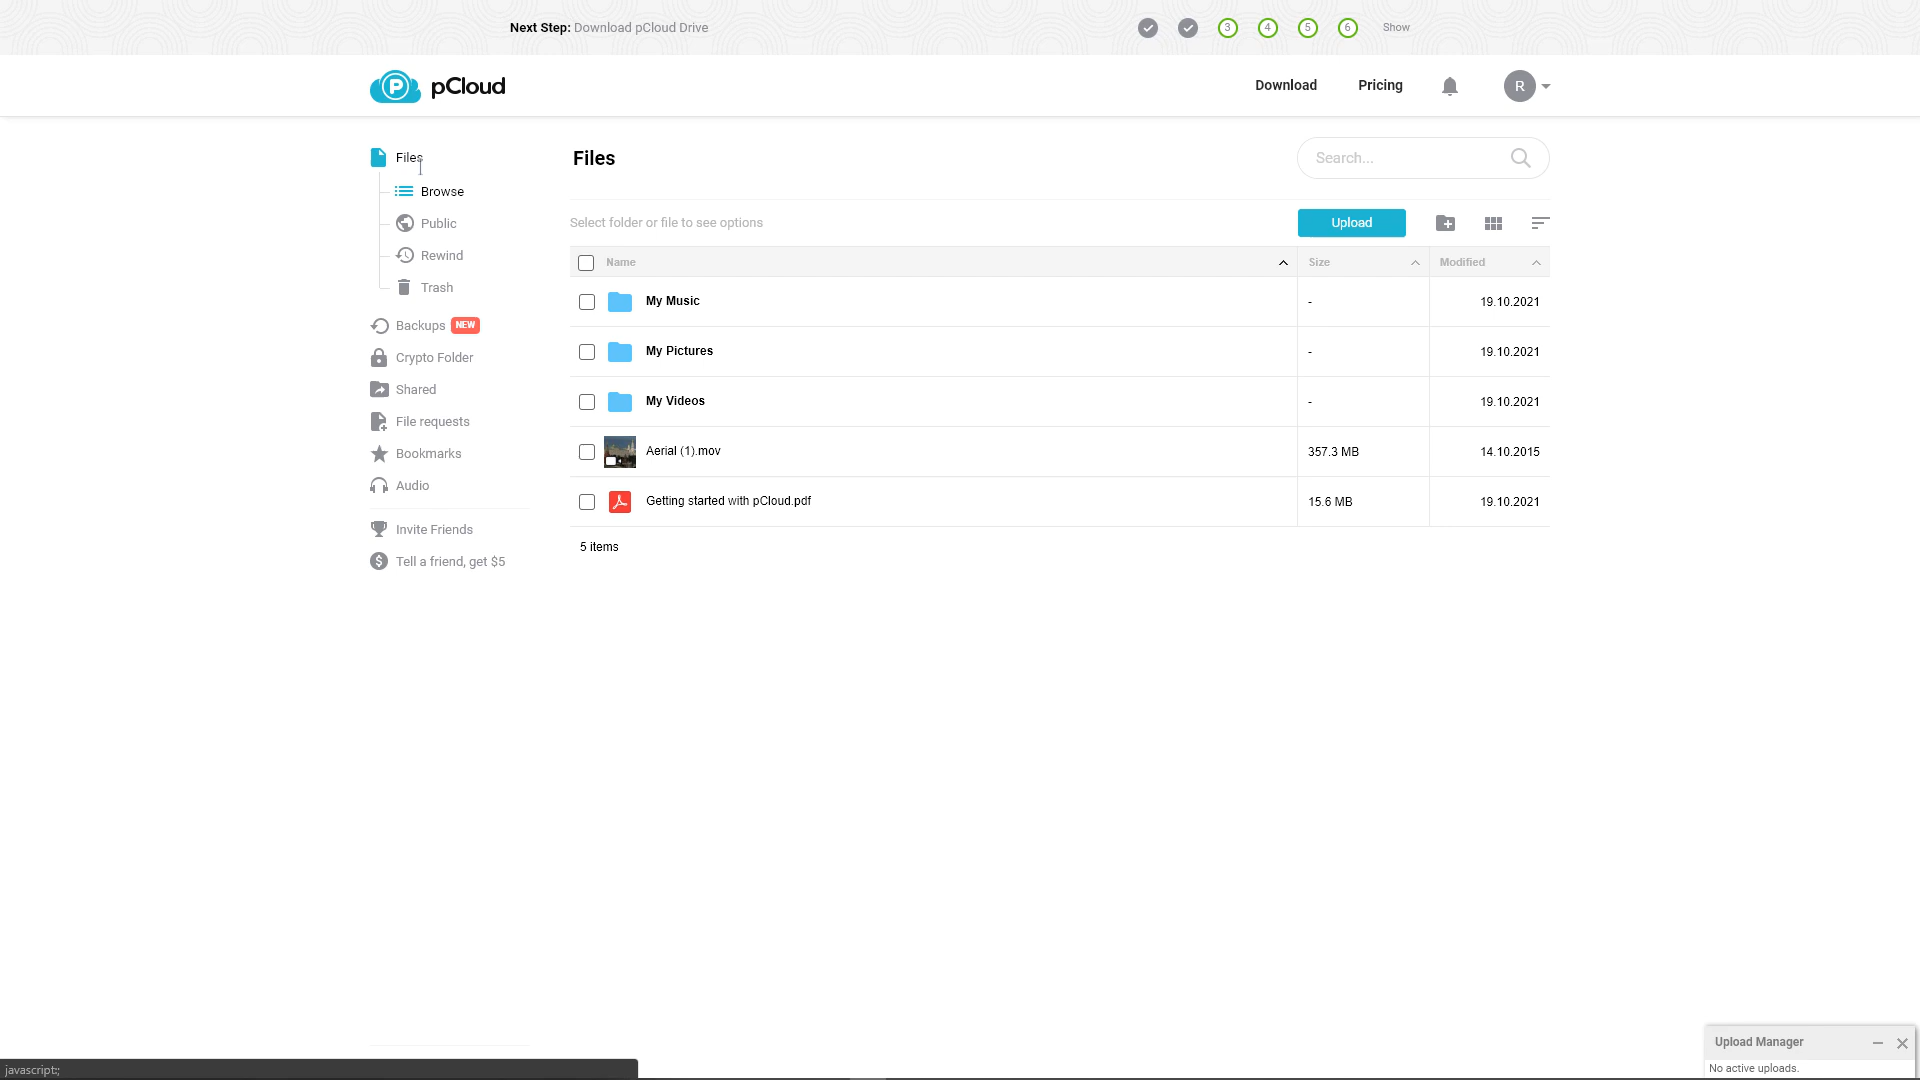 Next Step: Download pCloud Drive
3 4 5 6 Show
P pCloud
Download Pricing R
Files
Browse
Public
Rewind
Trash
Backups NEW
Crypto Folder
Shared
File requests
Bookmarks
Audio
Invite Friends
$ Tell a friend, get $5
Files
Search...
Select folder or file to see options
Upload
Name Size Modified
My Music - 19.10.2021
My Pictures - 19.10.2021
My Videos - 19.10.2021
Aerial (1).mov 357.3 MB 14.10.2015
Getting started with pCloud.pdf 15.6 MB 19.10.2021
5 items
Upload Manager
No active uploads.
javascript:;